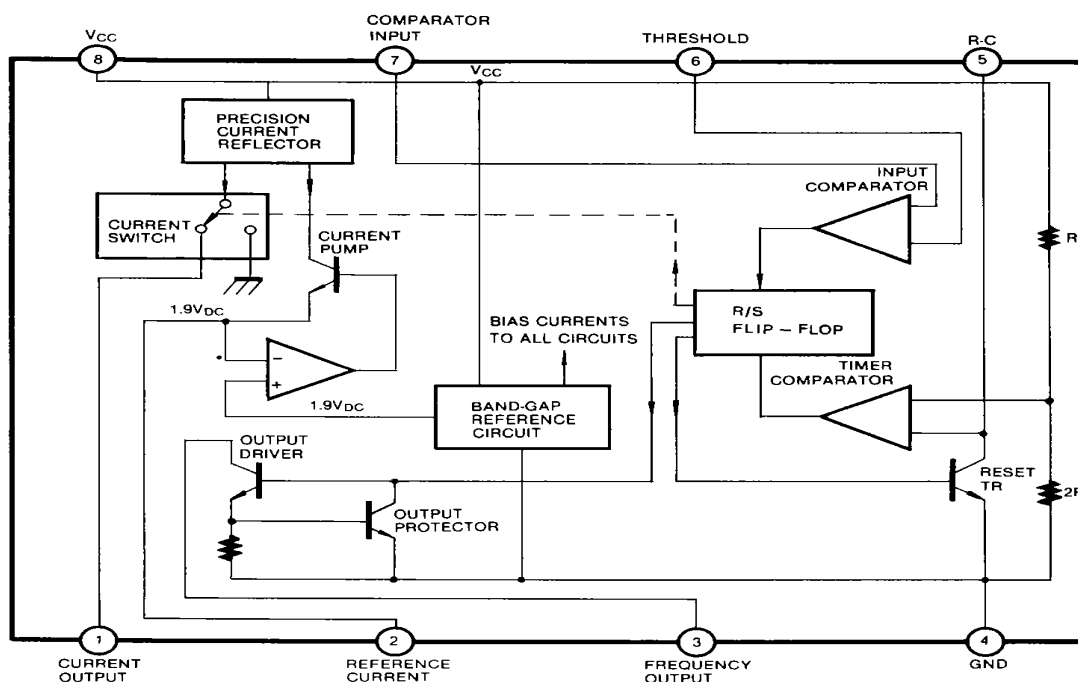 VCC
COMPARATOR
INPUT
THRESHOLD
R-C
8
7
6
5
VCC
PRECISION
CURRENT
REFLECTOR
INPUT
COMPARATOR
CURRENT
SWITCH
CURRENT
PUMP
R
1.9VDC
BIAS CURRENTS
TO ALL CIRCUITS
R/S
FLIP – FLOP
−
+
TIMER
COMPARATOR
1.9VDC
BAND-GAP
REFERENCE
CIRCUIT
OUTPUT
DRIVER
RESET
TR
2R
OUTPUT
PROTECTOR
1
2
3
4
CURRENT
OUTPUT
REFERENCE
CURRENT
FREQUENCY
OUTPUT
GND